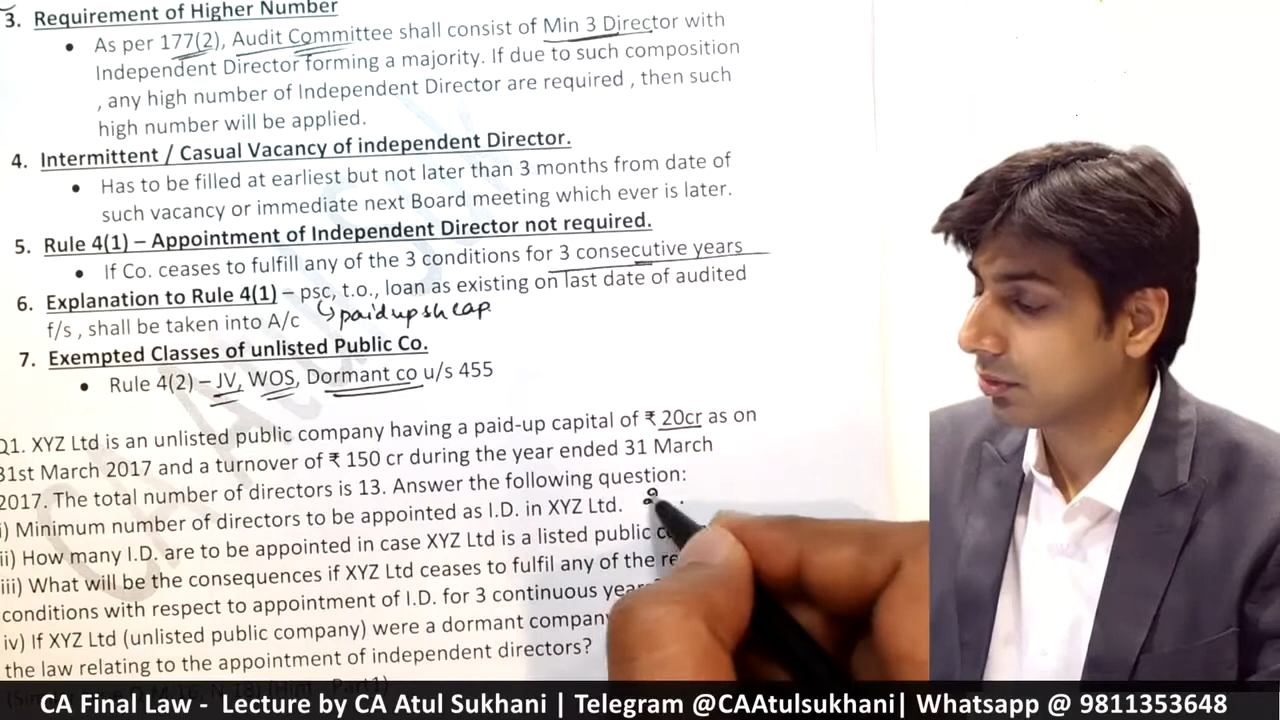 3. Requirement of Higher Number
• As per 177(2), Audit Committee shall consist of Min 3 Director with
Independent Director forming a majority. If due to such composition
, any high number of Independent Director are required , then such
high number will be applied.
4. Intermittent / Casual Vacancy of independent Director.
• Has to be filled at earliest but not later than 3 months from date of
such vacancy or immediate next Board meeting which ever is later.
5. Rule 4(1) – Appointment of Independent Director not required.
• If Co. ceases to fulfill any of the 3 conditions for 3 consecutive years
6. Explanation to Rule 4(1) – psc, t.o., loan as existing on last date of audited
f/s , shall be taken into A/c paid up sh cap.
7. Exempted Classes of unlisted Public Co.
• Rule 4(2) – JV, WOS, Dormant co u/s 455
Q1. XYZ Ltd is an unlisted public company having a paid-up capital of ₹ 20cr as on
31st March 2017 and a turnover of ₹ 150 cr during the year ended 31 March
2017. The total number of directors is 13. Answer the following question:
i) Minimum number of directors to be appointed as I.D. in XYZ Ltd.
ii) How many I.D. are to be appointed in case XYZ Ltd is a listed public
iii) What will be the consequences if XYZ Ltd ceases to fulfil any of the
conditions with respect to appointment of I.D. for 3 continuous
iv) If XYZ Ltd (unlisted public company) were a dormant
the law relating to the appointment of independent directors?
CA Final Law - Lecture by CA Atul Sukhani | Telegram @CAAtulsukhani| Whatsapp @ 9811353648